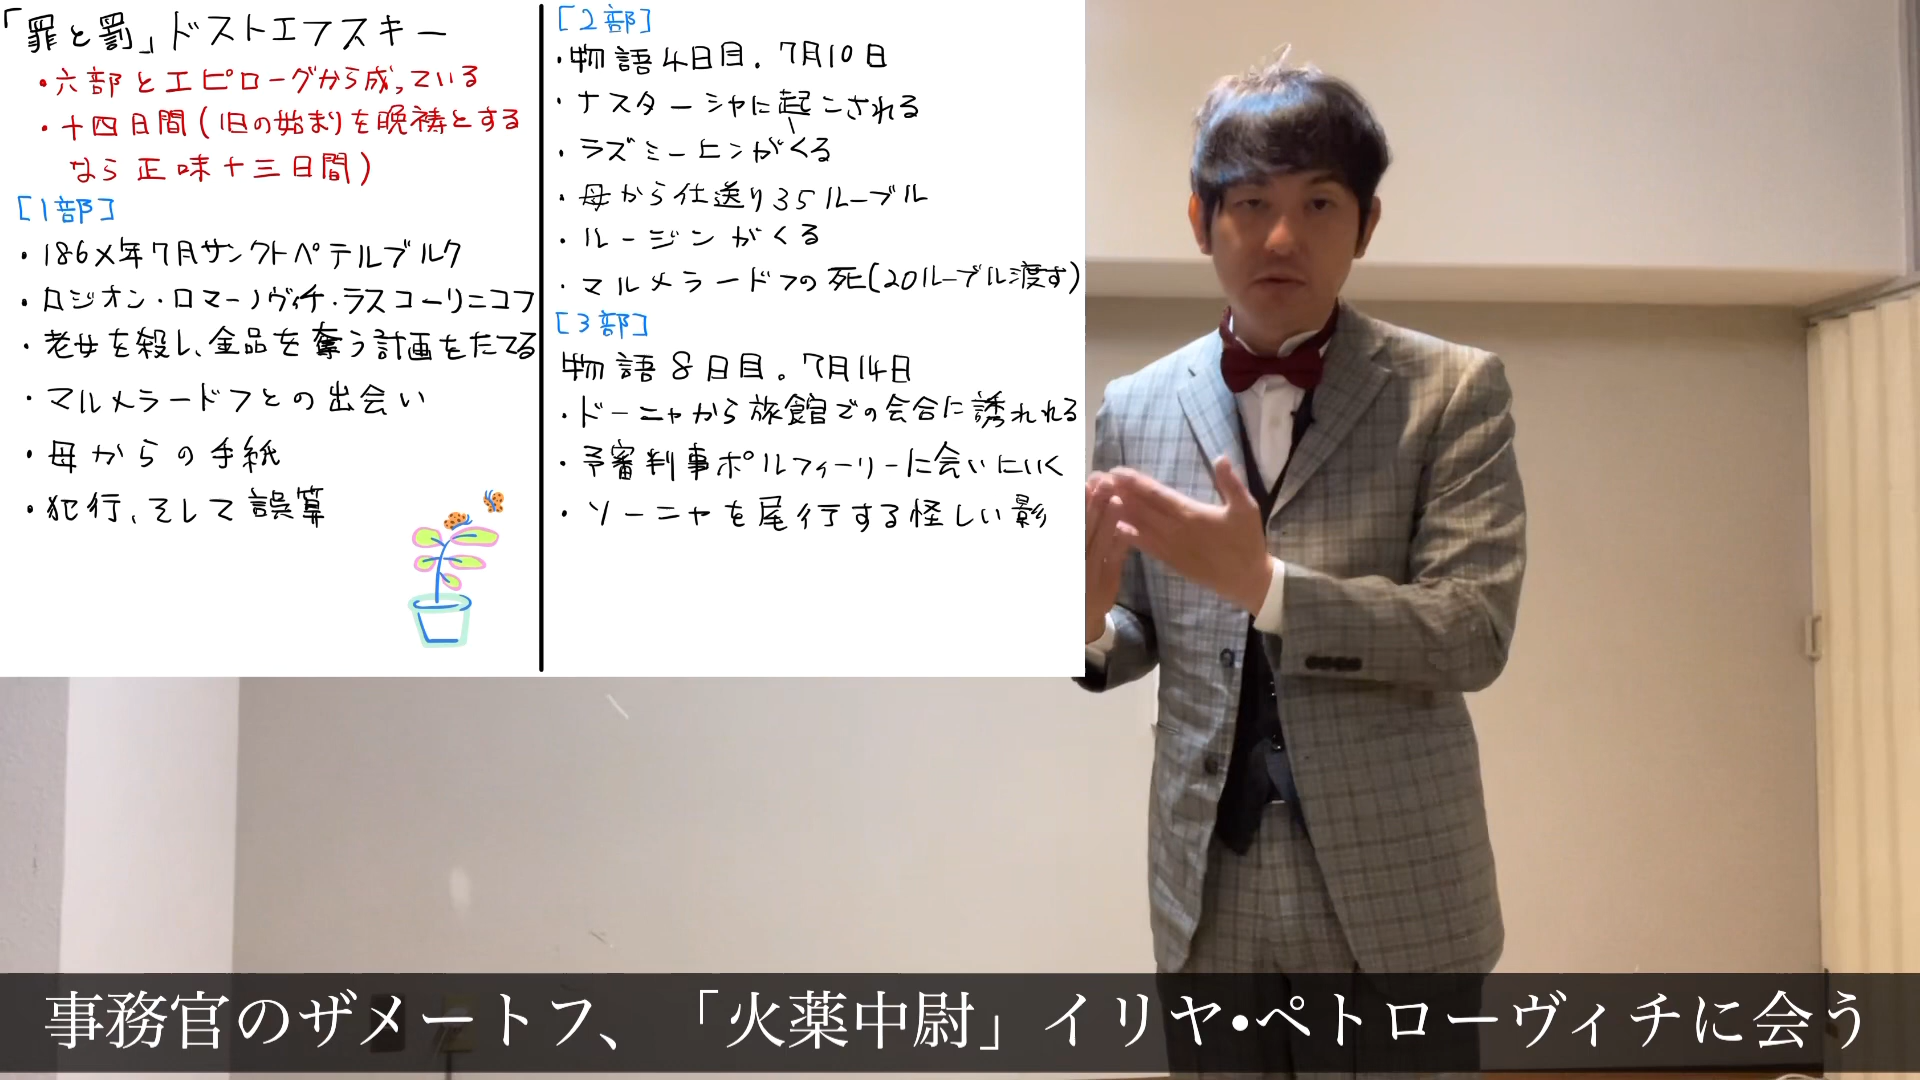 「罪と罰」ドストエフスキー
・六部とエピローグから成っている
・十四日間(旧の始まりを晩祷とする
なら正味十三日間)
[1部]
・186X年7月サンクトペテルブルク
・ロジオン・ロマーノヴィチ・ラスコーリニコフ
・老女を殺し、金品を奪う計画をたてる
・マルメラードフとの出会い
・母からの手紙
・犯行、そして誤算
[2部]
・物語4日目.7月10日
・ナスターシャに起こされる
・ラズミーヒンがくる
・母から仕送り35ルーブル
・ルージンがくる
・マルメラードフの死(20ルーブル渡す)
[3部]
物語8日目。7月14日
・ドーニャから旅館での会合に誘われる
・予審判事ポルフィーリーに会いにいく
・ソーニャを尾行する怪しい影
事務官のザメートフ、「火薬中尉」イリヤ•ペトローヴィチに会う